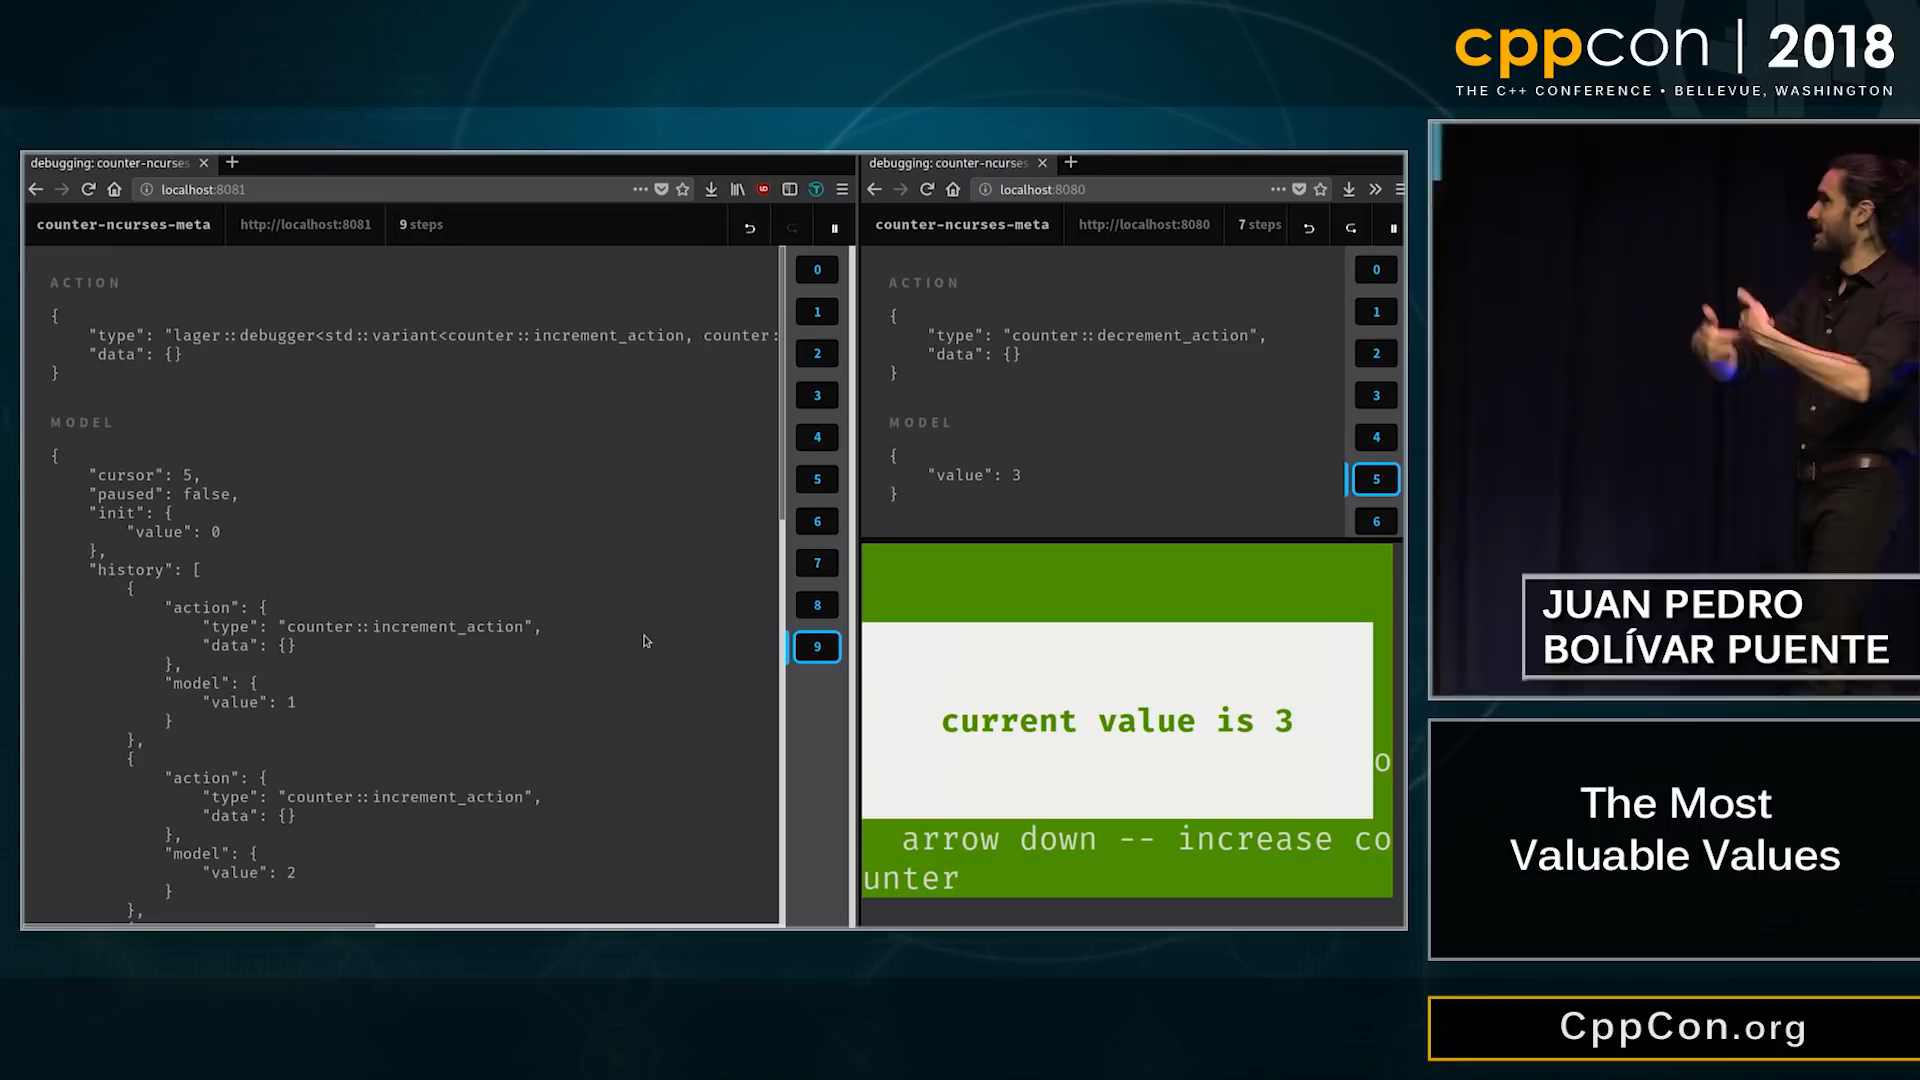 cppcon | 2018
THE C++ CONFERENCE • BELLEVUE, WASHINGTON
debugging: counter-ncurses
localhost:8081
counter-ncurses-meta
http://localhost:8081
9 steps
ACTION
{
"type": "lager::debugger<std::variant<counter::increment_action, counter:
"data": {}
}
MODEL
{
"cursor": 5,
"paused": false,
"init": {
"value": 0
},
"history": [
{
"action": {
"type": "counter::increment_action",
"data": {}
},
"model": {
"value": 1
}
},
{
"action": {
"type": "counter::increment_action",
"data": {}
},
"model": {
"value": 2
}
},
0
1
2
3
4
5
6
7
8
9
debugging: counter-ncurses
localhost:8080
counter-ncurses-meta
http://localhost:8080
7 steps
ACTION
{
"type": "counter::decrement_action",
"data": {}
}
MODEL
{
"value": 3
}
0
1
2
3
4
5
6
current value is 3
o
arrow down -- increase co
unter
JUAN PEDRO
BOLÍVAR PUENTE
The Most
Valuable Values
CppCon.org